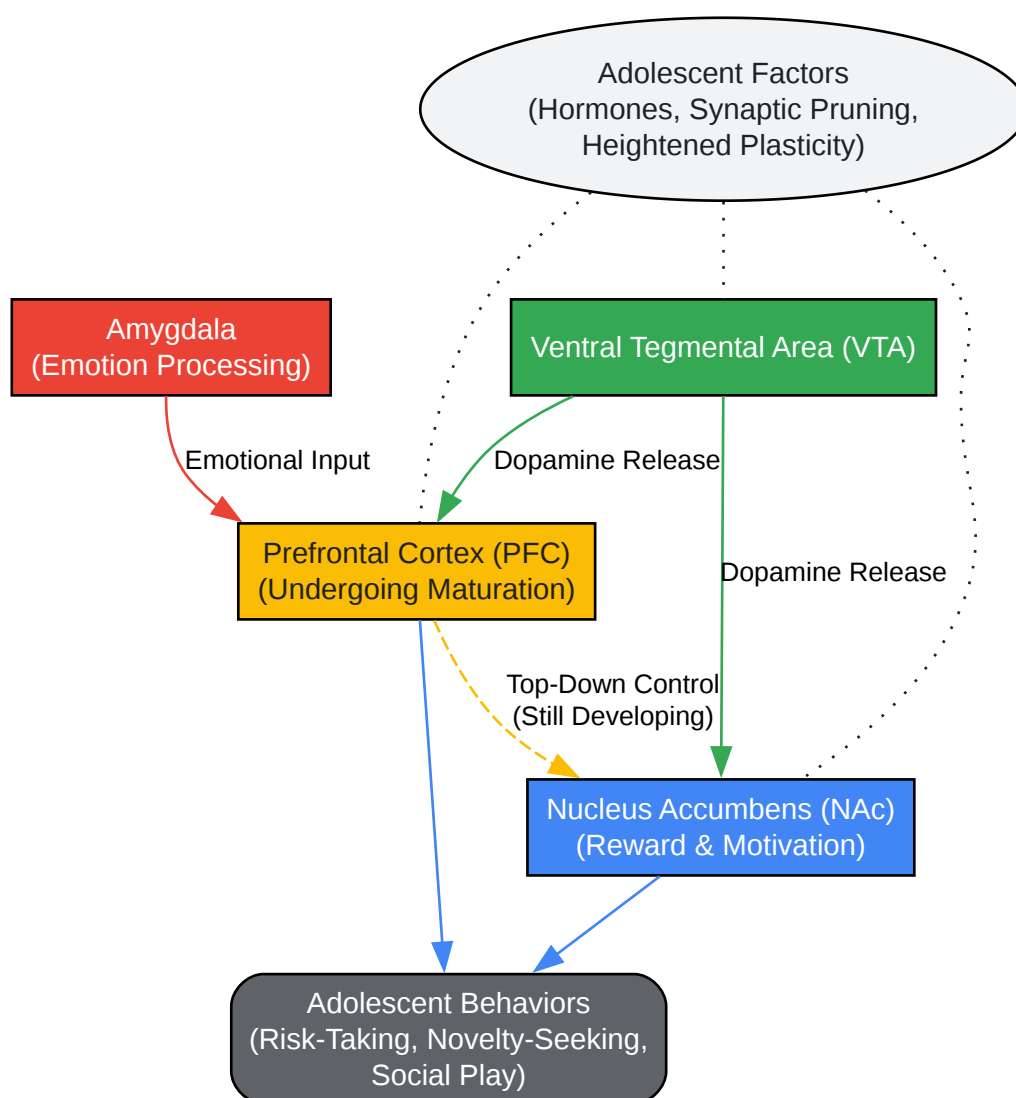 Adolescent Factors
(Hormones, Synaptic Pruning,
Heightened Plasticity)
Amygdala
(Emotion Processing)
Ventral Tegmental Area (VTA)
Emotional Input
Dopamine Release
Prefrontal Cortex (PFC)
(Undergoing Maturation)
Dopamine Release
Top-Down Control
(Still Developing)
Nucleus Accumbens (NAc)
(Reward & Motivation)
Adolescent Behaviors
(Risk-Taking, Novelty-Seeking,
Social Play)